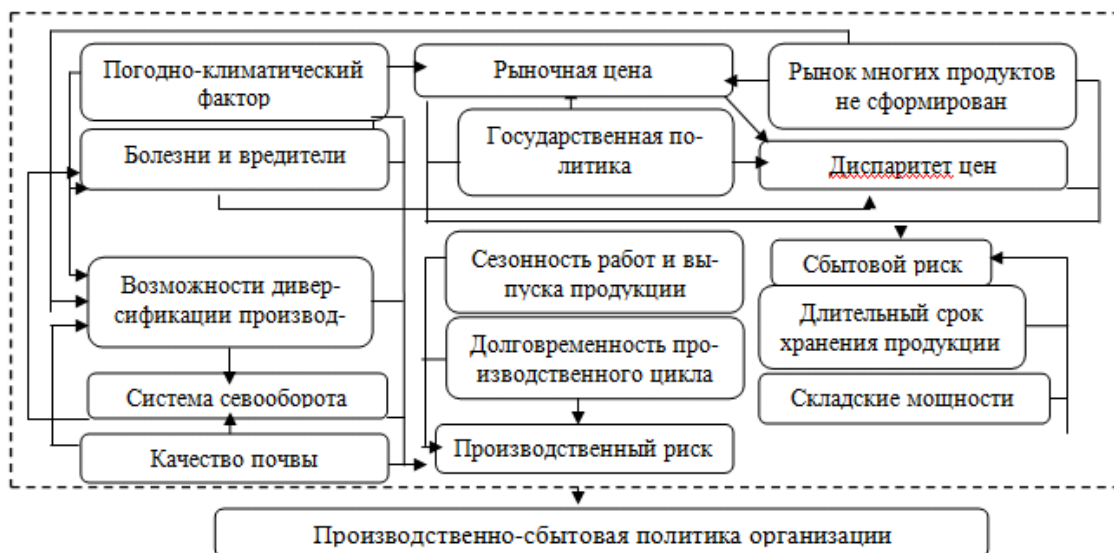 Погодно-климатический
фактор
Рыночная цена
Рынок многих продуктов
не сформирован
Болезни и вредители
Государственная по-
литика
Диспаритет цен
Возможности дивер-
сификации производ-
Сезонность работ и вы-
пуска продукции
Сбытовой риск
Долговременность про-
изводственного цикла
Длительный срок
хранения продукции
Система севооборота
Складские мощности
Качество почвы
Производственный риск
Производственно-сбытовая политика организации